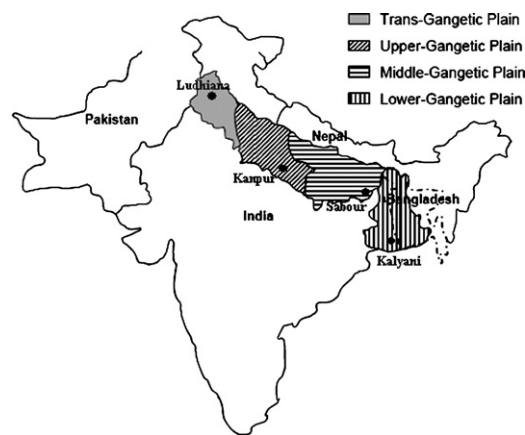 Trans-Gangetic Plain
Upper-Gangetic Plain
Middle-Gangetic Plain
Lower-Gangetic Plain
Ludhiana
Pakistan
Nepal
Kanpur
Sabour
Bangladesh
India
Kalyani